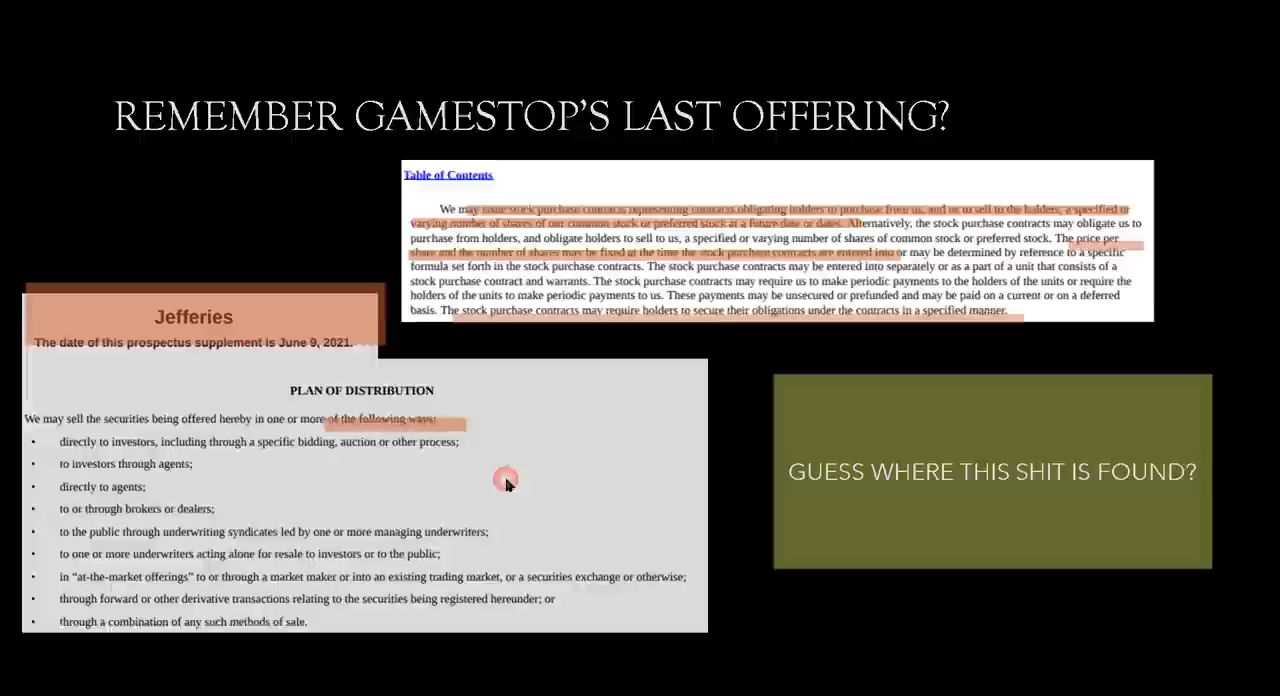 REMEMBER GAMESTOP'S LAST OFFERING?
Table of Contents
We may issue stock purchase contracts representing contracts obligating holders to purchase from us, and us to sell to the holders, a specified or
varying number of shares of our common stock or preferred stock at a future date or dates. Alternatively, the stock purchase contracts may obligate us to
purchase from holders, and obligate holders to sell to us, a specified or varying number of shares of common stock or preferred stock. The price per
share and the number of shares may be fixed at the time the stock purchase contracts are entered into or may be determined by reference to a specific
formula set forth in the stock purchase contracts. The stock purchase contracts may be entered into separately or as a part of a unit that consists of a
stock purchase contract and warrants. The stock purchase contracts may require us to make periodic payments to the holders of the units or require the
holders of the units to make periodic payments to us. These payments may be unsecured or prefunded and may be paid on a current or on a deferred
basis. The stock purchase contracts may require holders to secure their obligations under the contracts in a specified manner.
Jefferies
The date of this prospectus supplement is June 9, 2021.
PLAN OF DISTRIBUTION
We may sell the securities being offered hereby in one or more of the following ways:
• directly to investors, including through a specific bidding, auction or other process;
• to investors through agents;
• directly to agents;
• to or through brokers or dealers;
• to the public through underwriting syndicates led by one or more managing underwriters;
• to one or more underwriters acting alone for resale to investors or to the public;
• in “at-the-market offerings” to or through a market maker or into an existing trading market, or a securities exchange or otherwise;
• through forward or other derivative transactions relating to the securities being registered hereunder; or
• through a combination of any such methods of sale.
GUESS WHERE THIS SHIT IS FOUND?